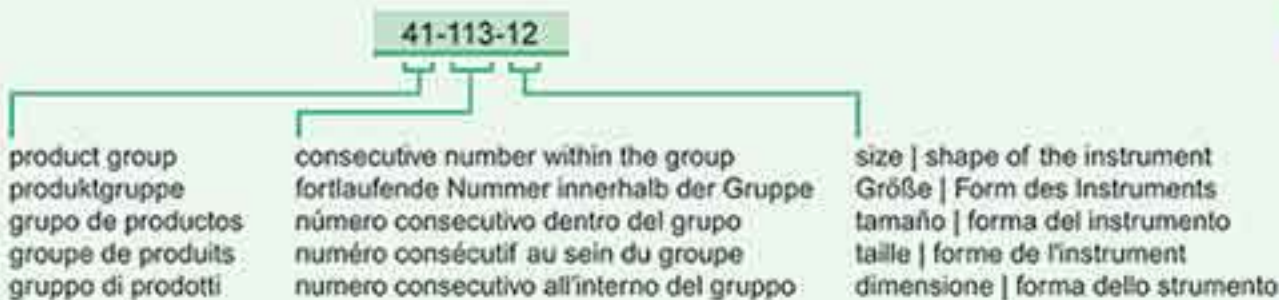 41-113-12
product group
produktgruppe
grupo de productos
groupe de produits
gruppo di prodotti
consecutive number within the group
fortlaufende Nummer innerhalb der Gruppe
número consecutivo dentro del grupo
numéro consécutif au sein du groupe
numero consecutivo all'interno del gruppo
size | shape of the instrument
Größe | Form des Instruments
tamaño | forma del instrumento
taille | forme de l'instrument
dimensione | forma dello strumento